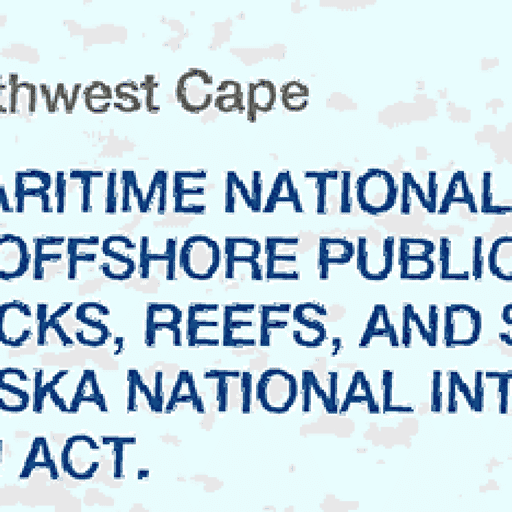 thwest Cape
ARITIME NATIONAL
OFFSHORE PUBLIC
CKS, REEFS, AND S
SKA NATIONAL INT
ACT.